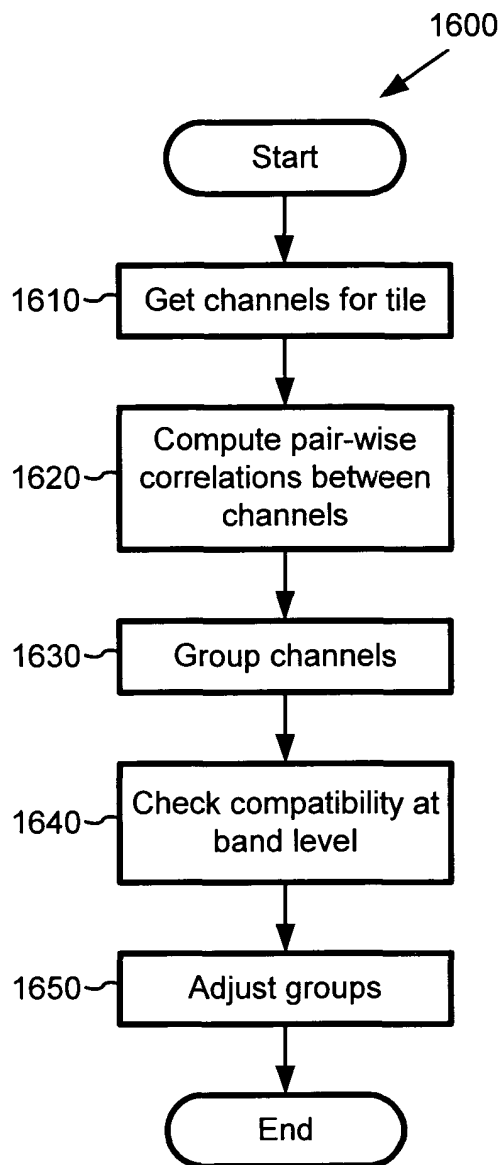 1600
Start
1610
Get channels for tile
1620
Compute pair-wise
correlations between
channels
1630
Group channels
1640
Check compatibility at
band level
1650
Adjust groups
End